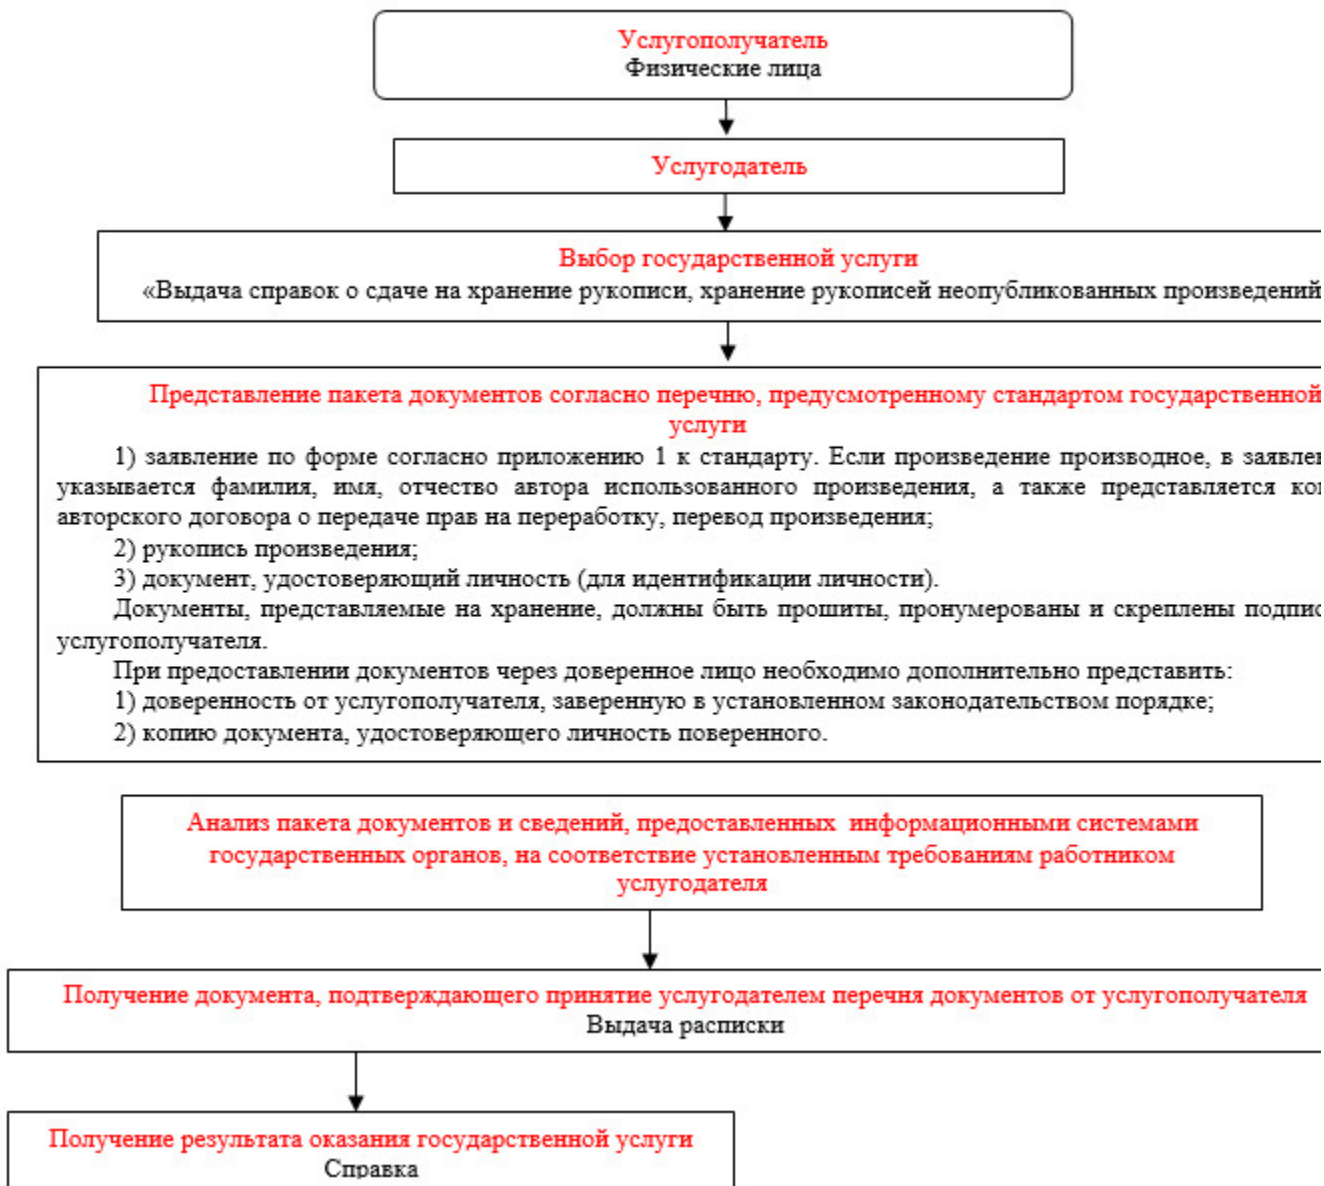 Услугополучатель
Физические лица
Услугодатель
Выбор государственной услуги
«Выдача справок о сдаче на хранение рукописи, хранение рукописей неопубликованных произведений
Представление пакета документов согласно перечню, предусмотренному стандартом государственной
услуги
1) заявление по форме согласно приложению 1 к стандарту. Если произведение производное, в
указывается фамилия, имя, отчество автора использованного произведения, а также представляется
авторского договора о передаче прав на переработку, перевод произведения;
2) рукопись произведения;
3) документ, удостоверяющий личность (для идентификации личности).
Документы, представляемые на хранение, должны быть прошиты, пронумерованы и скреплены
услугополучателя.
При предоставлении документов через доверенное лицо необходимо дополнительно представить:
1) доверенность от услугополучателя, заверенную в установленном законодательством порядке;
2) копию документа, удостоверяющего личность поверенного.
Анализ пакета документов и сведений, предоставленных информационными системами
государственных органов, на соответствие установленным требованиям работником
услугодателя
Получение документа, подтверждающего принятие услугодателем перечня документов от услугополучателя
Выдача расписки
Получение результата оказания государственной услуги
Справка